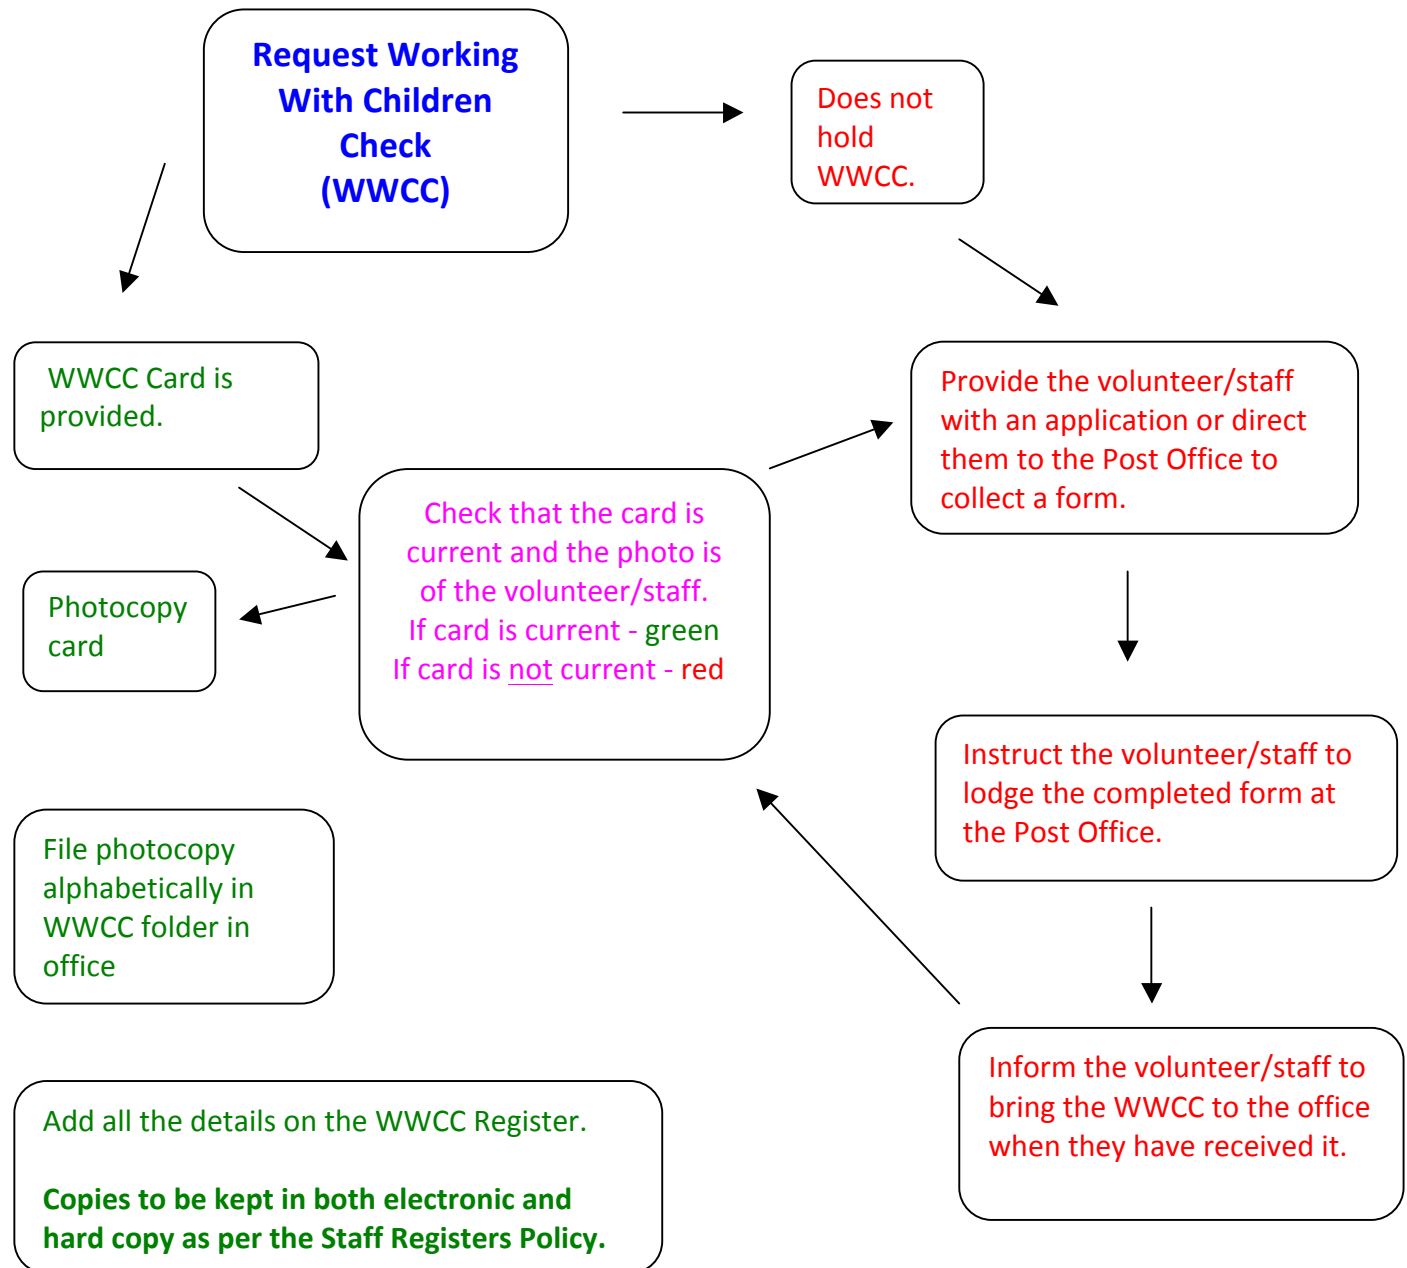 Request Working
With Children
Check
(WWCC)
Does not
hold
WWCC.
WWCC Card is
provided.
Provide the volunteer/staff
with an application or direct
them to the Post Office to
collect a form.
Check that the card is
current and the photo is
of the volunteer/staff.
If card is current - green
If card is not current - red
Photocopy
card
Instruct the volunteer/staff to
lodge the completed form at
the Post Office.
File photocopy
alphabetically in
WWCC folder in
office
Inform the volunteer/staff to
bring the WWCC to the office
when they have received it.
Add all the details on the WWCC Register.
Copies to be kept in both electronic and
hard copy as per the Staff Registers Policy.